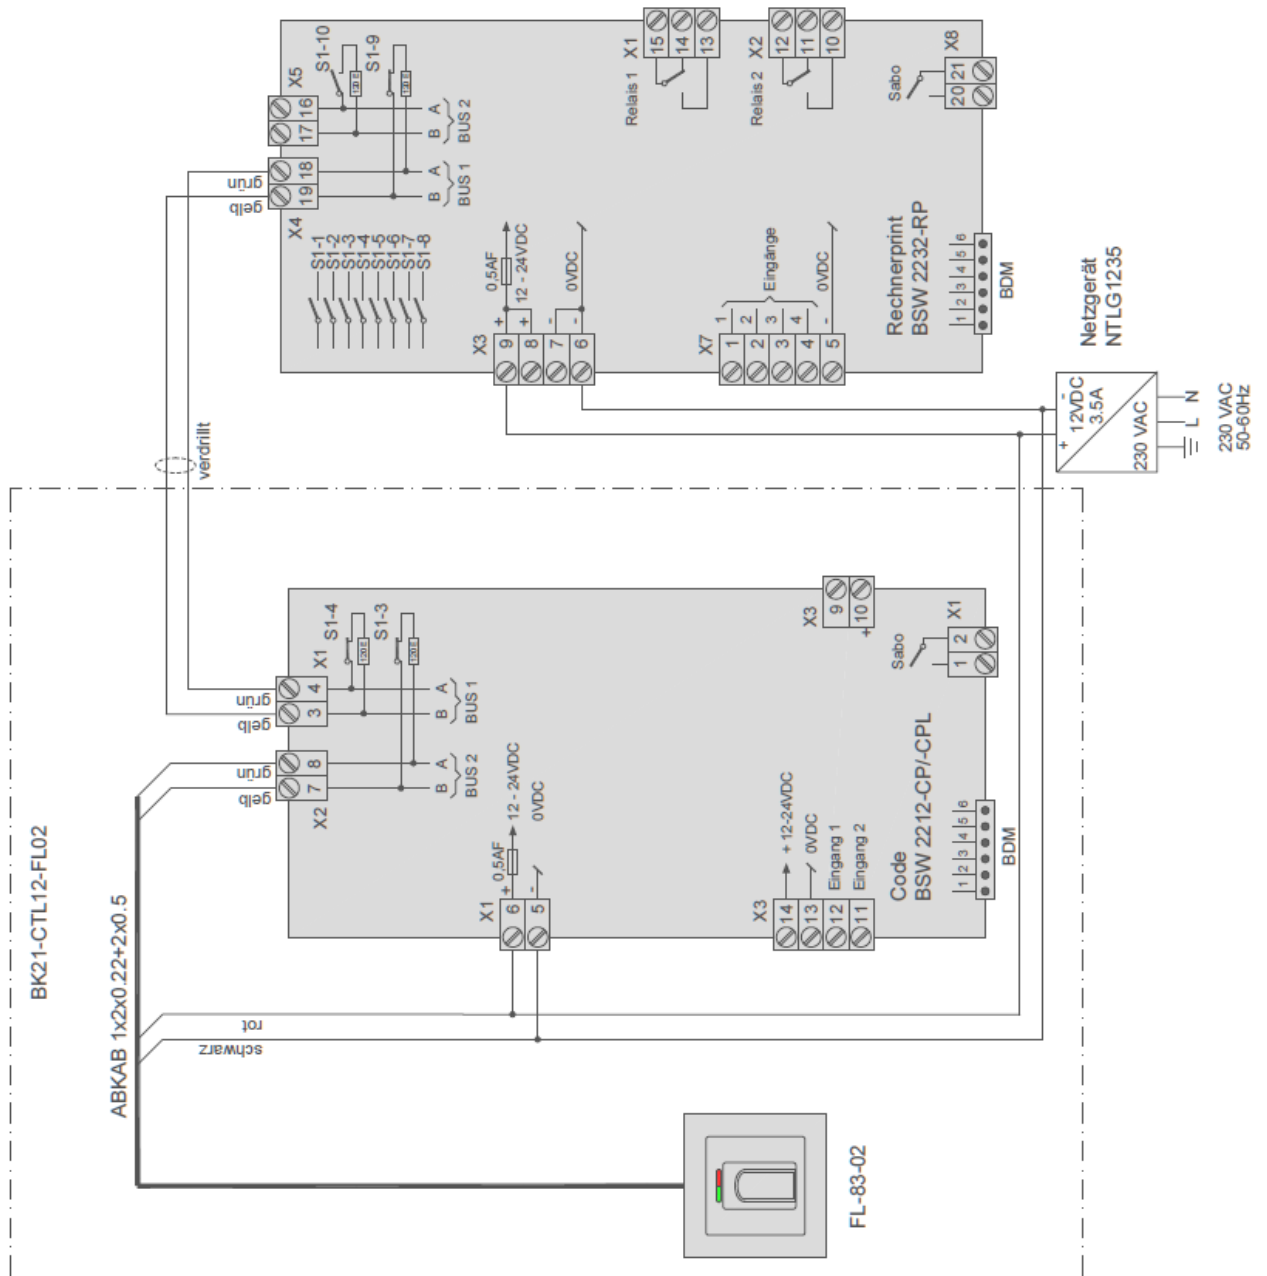 BK21-CTL12-FL02
ABKAB 1x2x0.22+2x0.5
schwarz
rot
FL-83-02
gelb
grün
gelb
grün
X2
7
8
3
4
X1
S1-4
120E
S1-3
120E
B
A
BUS 2
B
A
BUS 1
X1
6
5
+
-
0,5AF
12 - 24VDC
0VDC
X3
14
13
12
11
+ 12-24VDC
0VDC
Eingang 1
Eingang 2
X3
9
10
+
Sabo
X1
1
2
Code
BSW 2212-CP/-CPL
1
2
3
4
5
6
BDM
verdrillt
gelb
grün
X4
19
18
17
16
X5
S1-10
120E
S1-9
120E
B
A
BUS 1
B
A
BUS 2
S1-1
S1-2
S1-3
S1-4
S1-5
S1-6
S1-7
S1-8
X3
9
8
7
6
+
+
-
-
0,5AF
12 - 24VDC
0VDC
X7
1
2
3
4
5
1
2
3
4
-
Eingänge
0VDC
X1
15
14
13
Relais 1
X2
12
11
10
Relais 2
Sabo
X8
20
21
Rechnerprint
BSW 2232-RP
1
2
3
4
5
6
BDM
Netzgerät
NTLG1235
+
-
12VDC
3.5A
230 VAC
L
N
230 VAC
50-60Hz